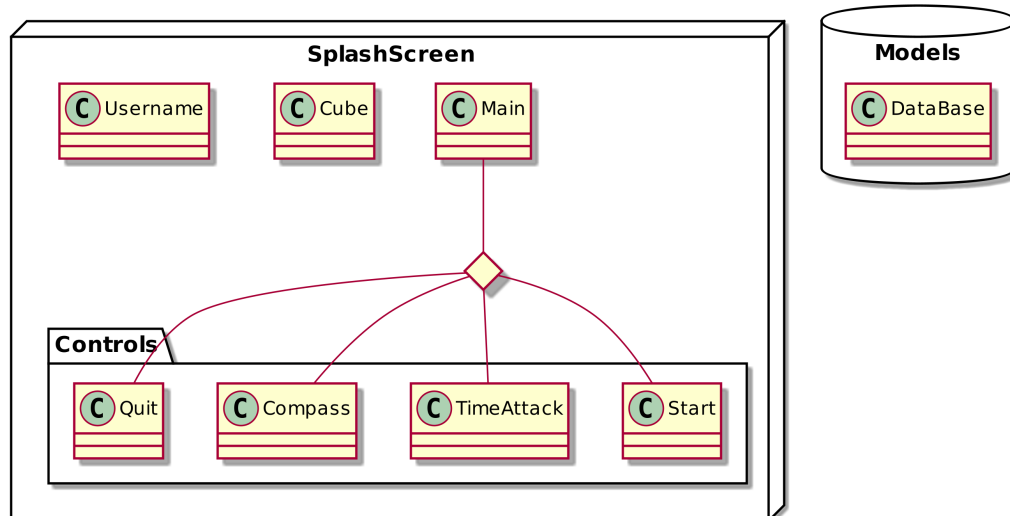 SplashScreen
Models
C Username
C Cube
C Main
C DataBase
Controls
C Quit
C Compass
C TimeAttack
C Start